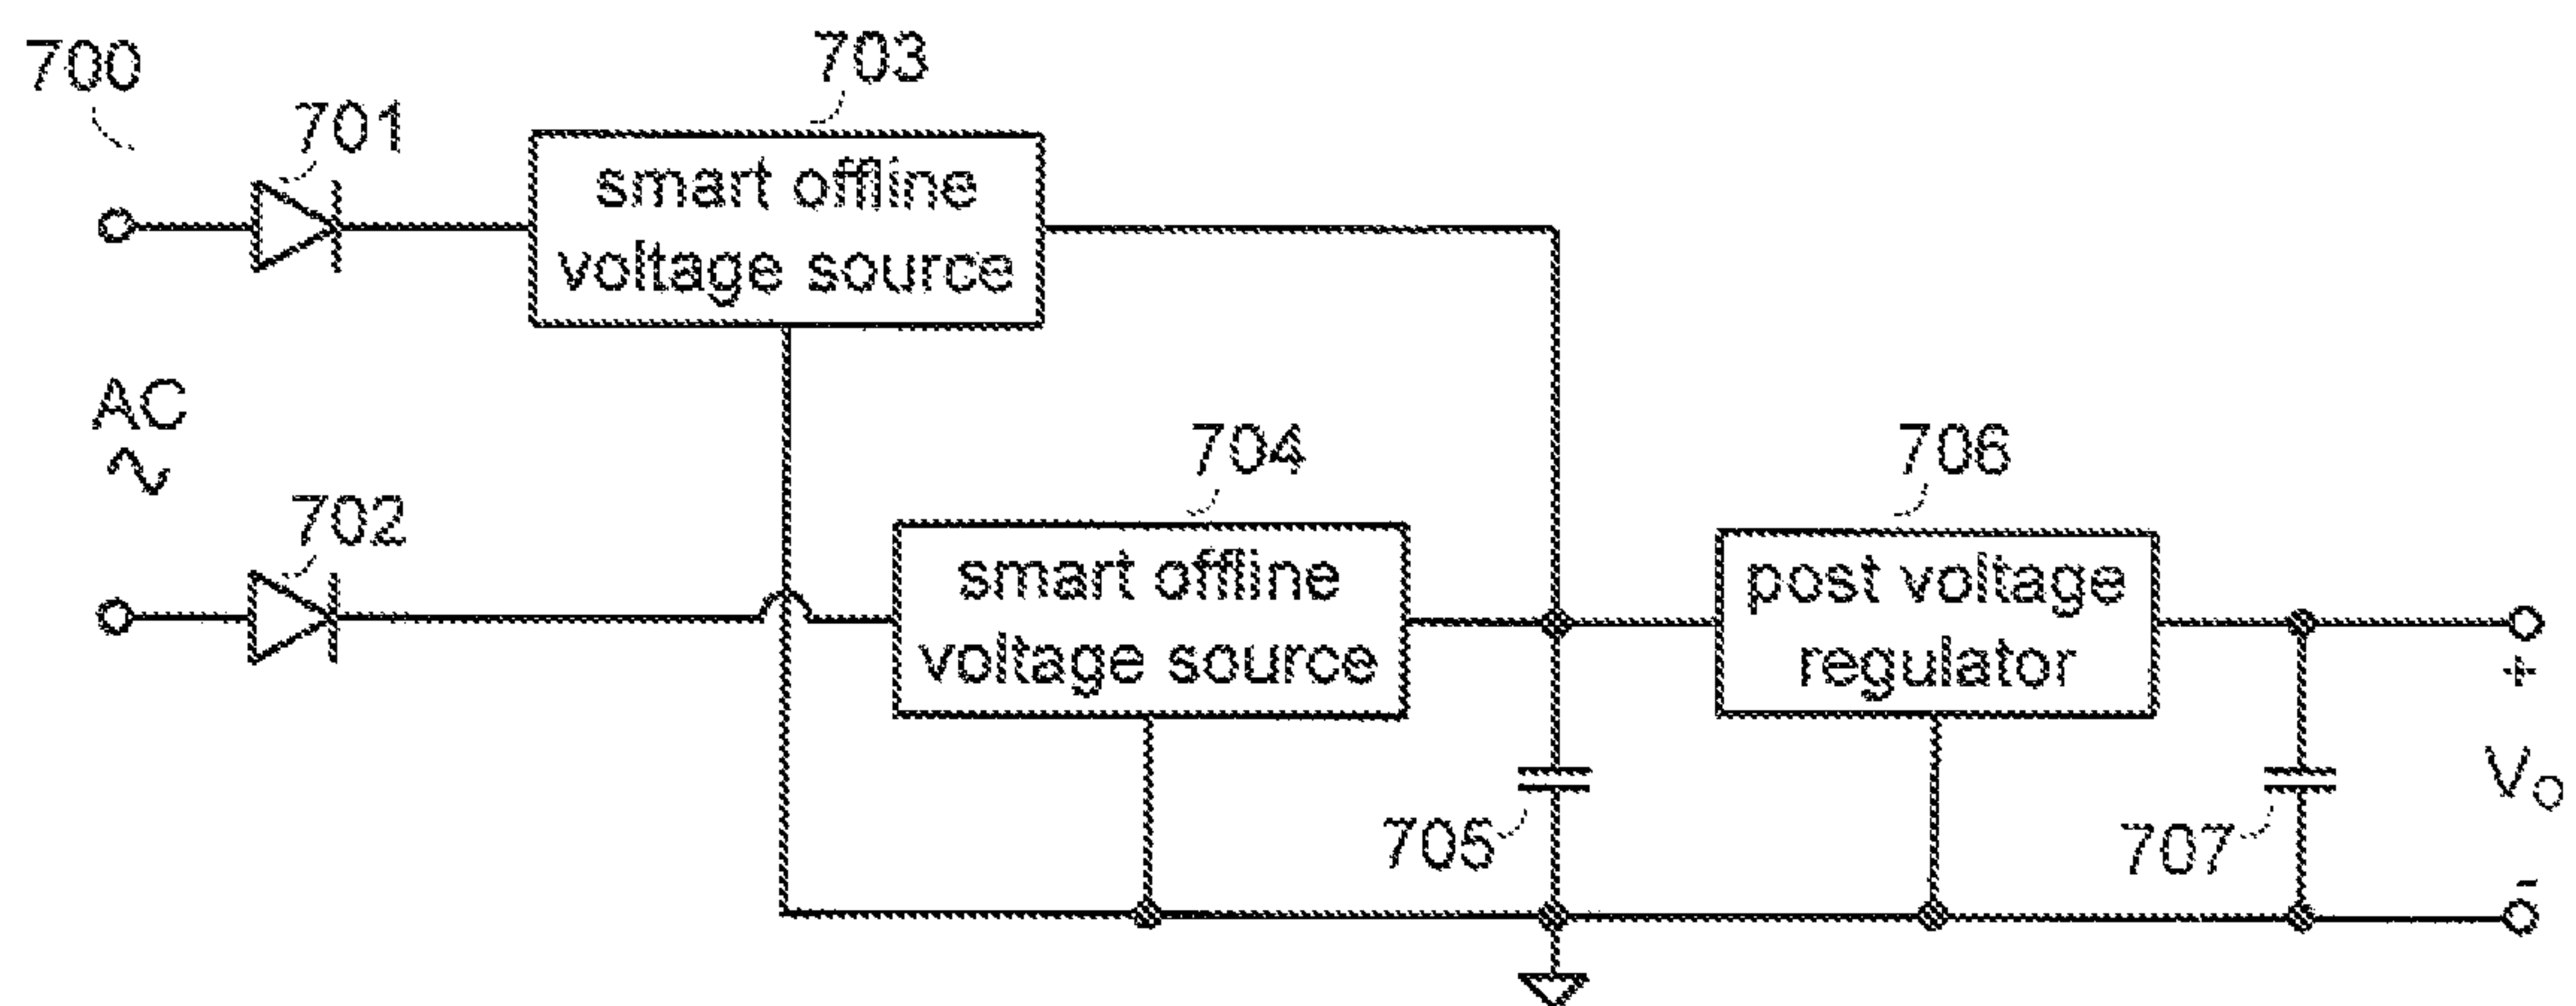 700
701
703
smart offline
voltage source
AC
702
704
smart offline
voltage source
706
post voltage
regulator
705
707
+
VO
-